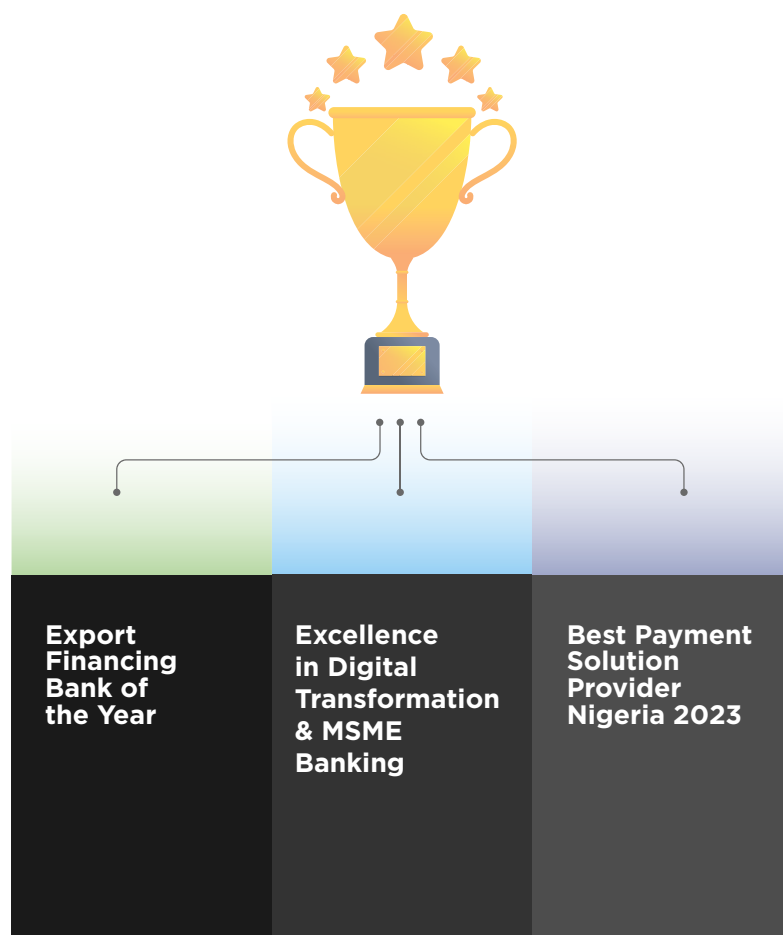 Export
Financing
Bank of
the Year
Excellence
in Digital
Transformation
& MSME
Banking
Best Payment
Solution
Provider
Nigeria 2023